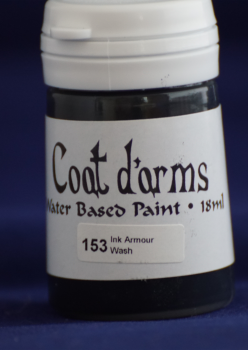 Coat d'arms
Water Based Paint • 18ml
153 Ink Armour
Wash